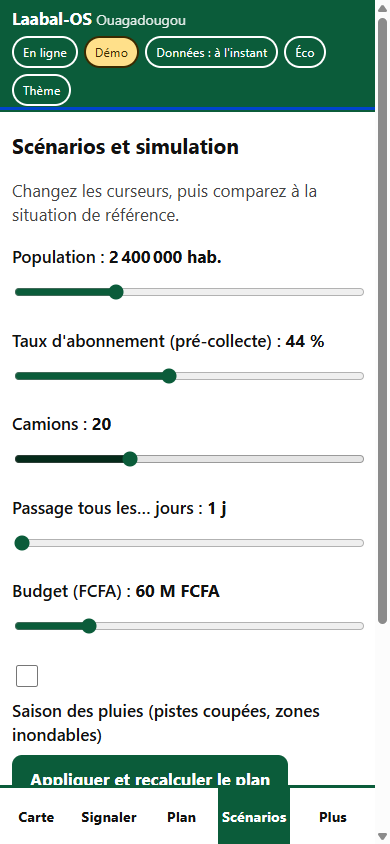 Laabal-OS Ouagadougou
En ligne
Démo
Données : à l'instant
Éco
Thème
Scénarios et simulation
Changez les curseurs, puis comparez à la
situation de référence.
Population : 2 400 000 hab.
Taux d'abonnement (pré-collecte) : 44 %
Camions : 20
Passage tous les… jours : 1 j
Budget (FCFA) : 60 M FCFA
Saison des pluies (pistes coupées, zones
inondables)
Appliquer et recalculer le plan
Carte
Signaler
Plan
Scénarios
Plus